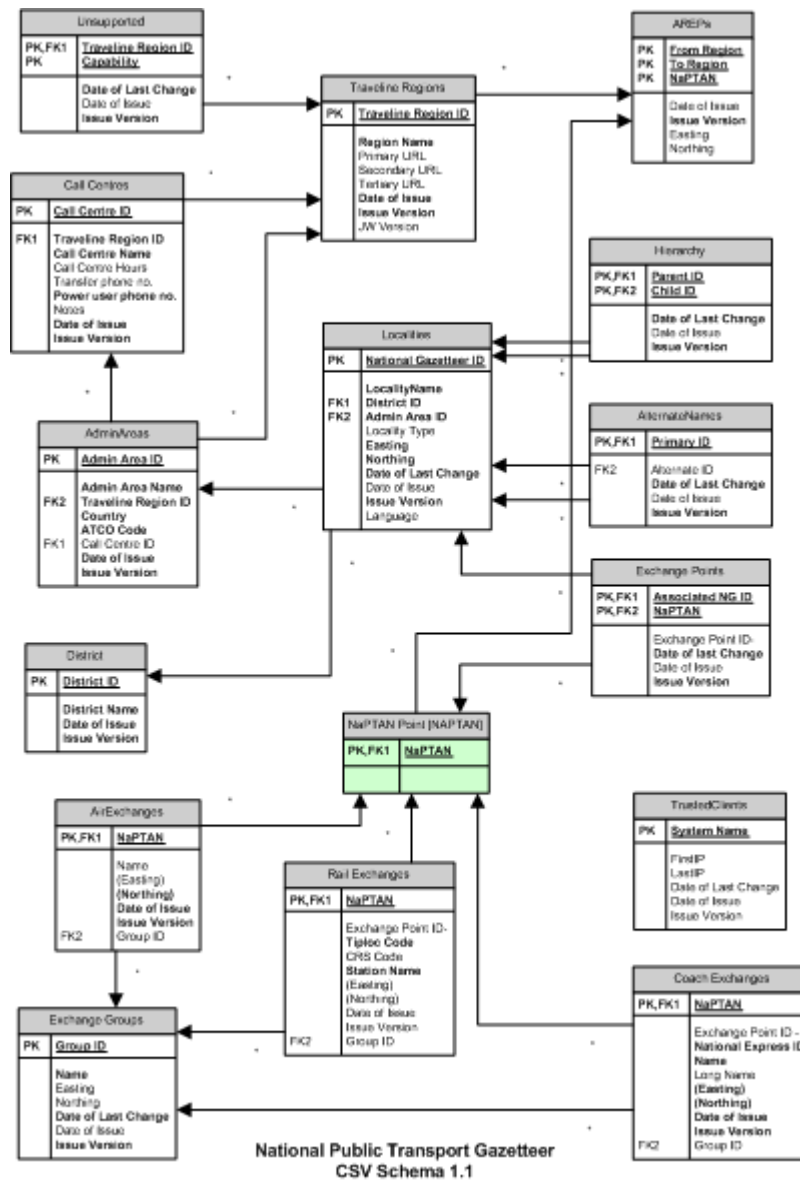 Unsupported
PK,FK1 Traveline Region ID
PK Capability
Date of Last Change
Date of Issue
Issue Version
AREPs
PK From Region
PK To Region
PK NaPTAN
Date of Issue
Issue Version
Easting
Northing
Traveline Regions
PK Traveline Region ID
Region Name
Primary URL
Secondary URL
Tertiary URL
Date of Issue
Issue Version
JW Version
Call Centres
PK Call Centre ID
FK1 Traveline Region ID
Call Centre Name
Call Centre Hours
Transfer phone no.
Power user phone no.
Notes
Date of Issue
Issue Version
Hierarchy
PK,FK1 Parent ID
PK,FK2 Child ID
Date of Last Change
Date of Issue
Issue Version
Localities
PK National Gazetteer ID
LocalityName
FK1 District ID
FK2 Admin Area ID
Locality Type
Easting
Northing
Date of Last Change
Date of Issue
Issue Version
Language
AlternateNames
PK,FK1 Primary ID
FK2 Alternate ID
Date of Last Change
Date of Issue
Issue Version
AdminAreas
PK Admin Area ID
Admin Area Name
FK2 Traveline Region ID
Country
ATCO Code
FK1 Call Centre ID
Date of Issue
Issue Version
Exchange Points
PK,FK1 Associated NG ID
PK,FK2 NaPTAN
Exchange Point ID-
Date of last Change
Date of Issue
Issue Version
District
PK District ID
District Name
Date of Issue
Issue Version
NaPTAN Point [NAPTAN]
PK,FK1 NaPTAN
AirExchanges
PK,FK1 NaPTAN
Name
(Easting)
(Northing)
Date of Issue
Issue Version
FK2 Group ID
TrustedClients
PK System Name
FirstIP
LastIP
Date of Last Change
Date of Issue
Issue Version
Rail Exchanges
PK,FK1 NaPTAN
Exchange Point ID-
Tiploc Code
CRS Code
Station Name
(Easting)
(Northing)
Date of Issue
Issue Version
FK2 Group ID
Coach Exchanges
PK,FK1 NaPTAN
Exchange Point ID -
National Express ID
Name
Long Name
(Easting)
(Northing)
Date of Issue
Issue Version
FK2 Group ID
Exchange Groups
PK Group ID
Name
Easting
Northing
Date of Last Change
Date of Issue
Issue Version
National Public Transport Gazetteer
CSV Schema 1.1